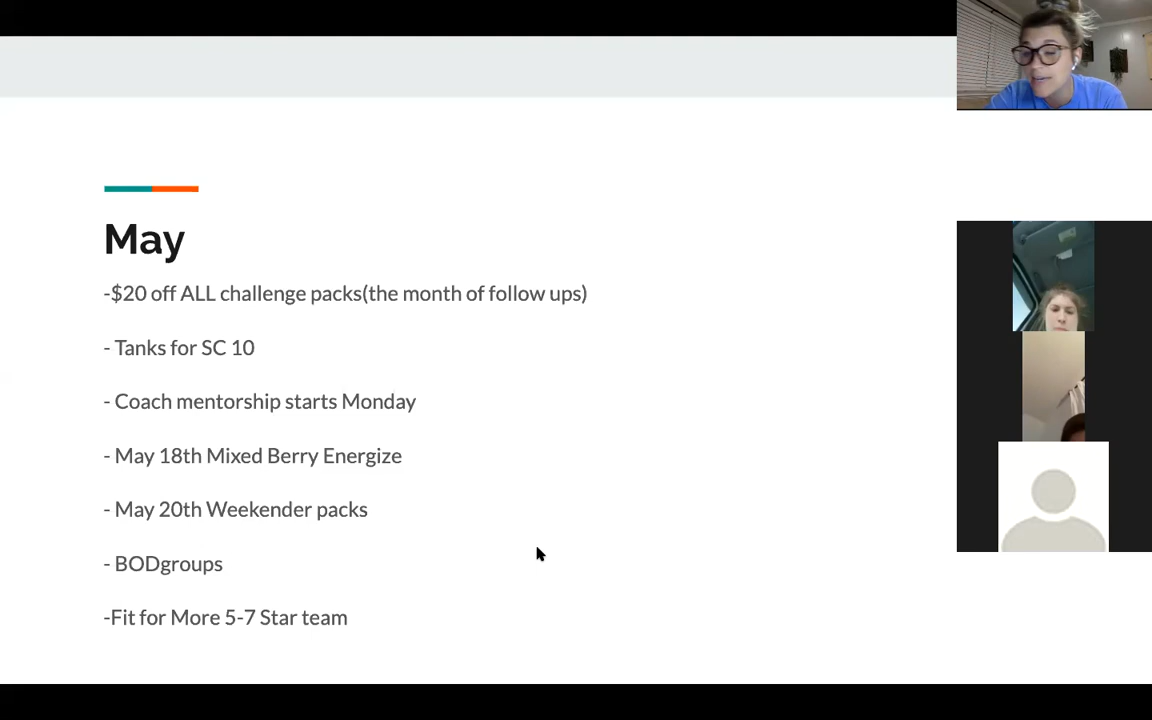 May
-$20 off ALL challenge packs(the month of follow ups)
- Tanks for SC 10
- Coach mentorship starts Monday
- May 18th Mixed Berry Energize
- May 20th Weekender packs
- BODgroups
-Fit for More 5-7 Star team